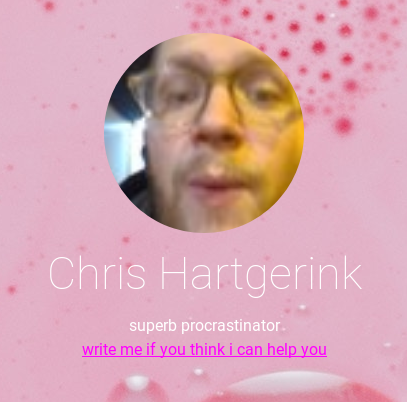 Chris Hartgerink
superb procrastinator
write me if you think i can help you